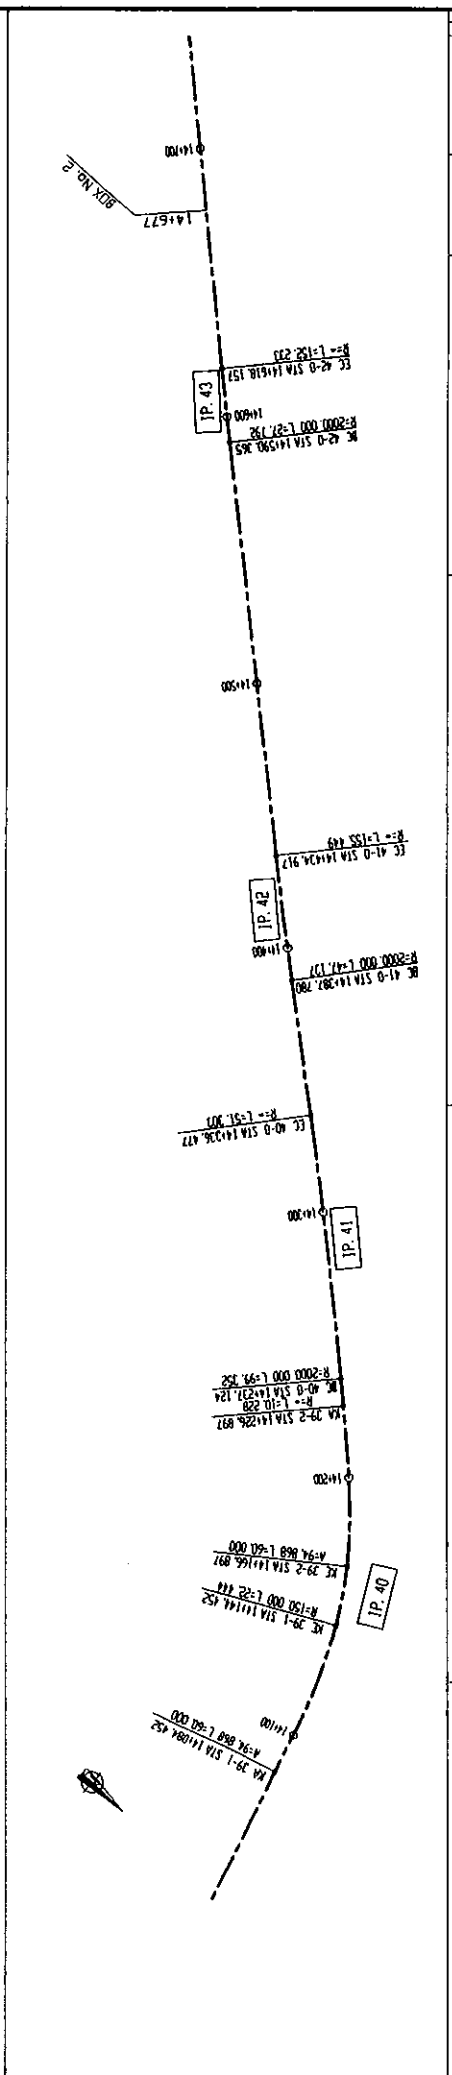 14+700
BOX No. 2
14+677
EC 42-0 STA 14+618.157
R=∞ L=152.233
IP. 43
14+600
BC 42-0 STA 14+590.365
R=2000.000 L=27.792
14+500
EC 41-0 STA 14+434.917
R=∞ L=155.449
IP. 42
14+400
BC 41-0 STA 14+387.780
R=2000.000 L=47.137
EC 40-0 STA 14+336.477
R=∞ L=51.303
14+300
IP. 41
BC 40-0 STA 14+237.124
R=2000.000 L=99.352
KA 39-2 STA 14+226.897
R=∞ L=10.228
14+200
KE 39-2 STA 14+166.897
A=94.868 L=60.000
IP. 40
KE 39-1 STA 14+144.452
R=150.000 L=22.444
14+100
KA 39-1 STA 14+084.452
A=94.868 L=60.000